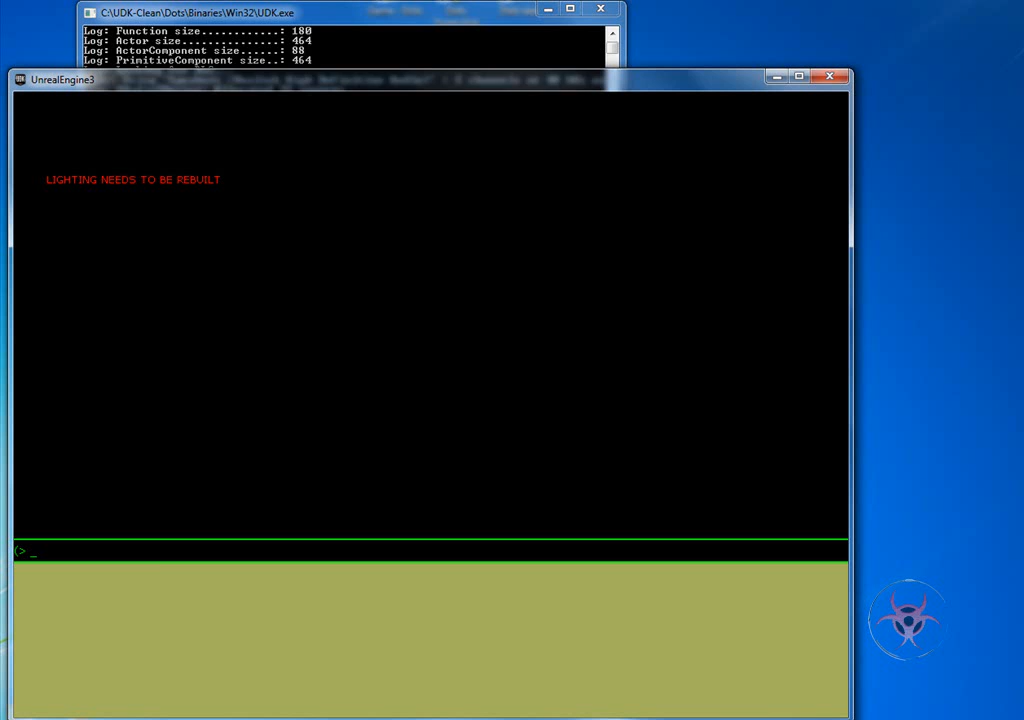 C:\UDK-Clean\Dots\Binaries\Win32\UDK.exe
Log: Function size............: 180
Log: Actor size...............: 464
Log: ActorComponent size......: 88
Log: PrimitiveComponent size..: 464
UnrealEngine3
LIGHTING NEEDS TO BE REBUILT
(> _